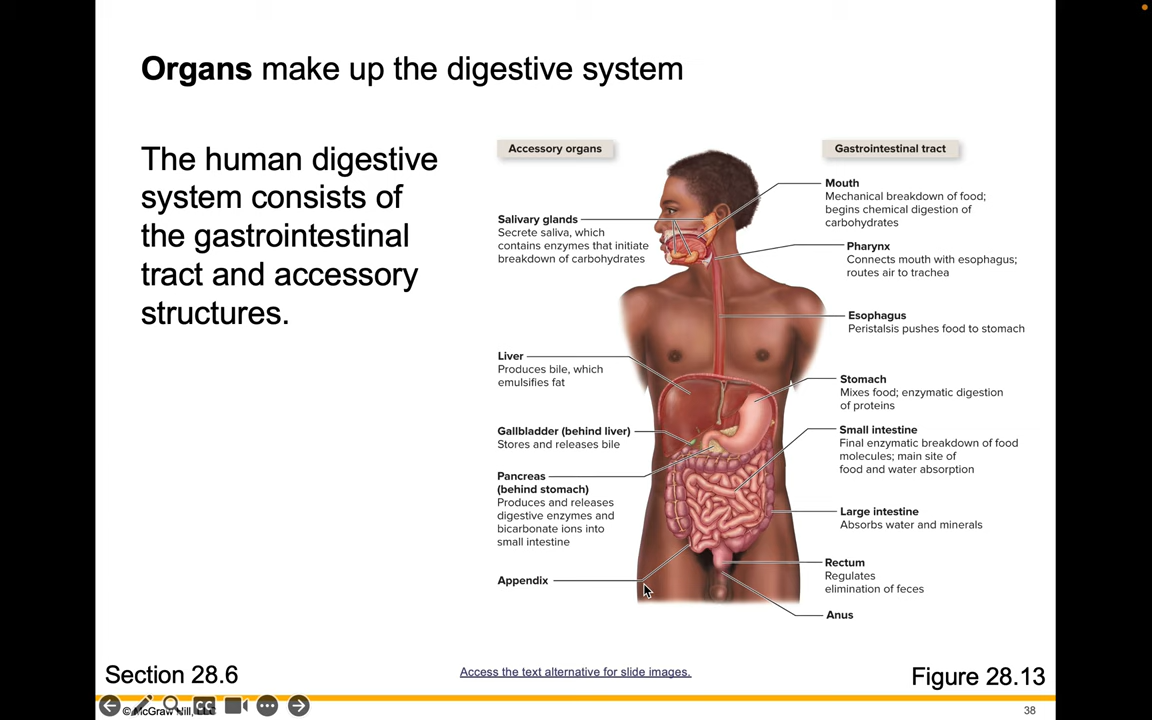 Organs make up the digestive system
The human digestive
system consists of
the gastrointestinal
tract and accessory
structures.
Accessory organs
Salivary glands
Secrete saliva, which
contains enzymes that initiate
breakdown of carbohydrates
Liver
Produces bile, which
emulsifies fat
Gallbladder (behind liver)
Stores and releases bile
Pancreas
(behind stomach)
Produces and releases
digestive enzymes and
bicarbonate ions into
small intestine
Appendix
Gastrointestinal tract
Mouth
Mechanical breakdown of food;
begins chemical digestion of
carbohydrates
Pharynx
Connects mouth with esophagus;
routes air to trachea
Esophagus
Peristalsis pushes food to stomach
Stomach
Mixes food; enzymatic digestion
of proteins
Small intestine
Final enzymatic breakdown of food
molecules; main site of
food and water absorption
Large intestine
Absorbs water and minerals
Rectum
Regulates
elimination of feces
Anus
Section 28.6
Access the text alternative for slide images.
Figure 28.13
CC
© McGraw Hill, LLC
38